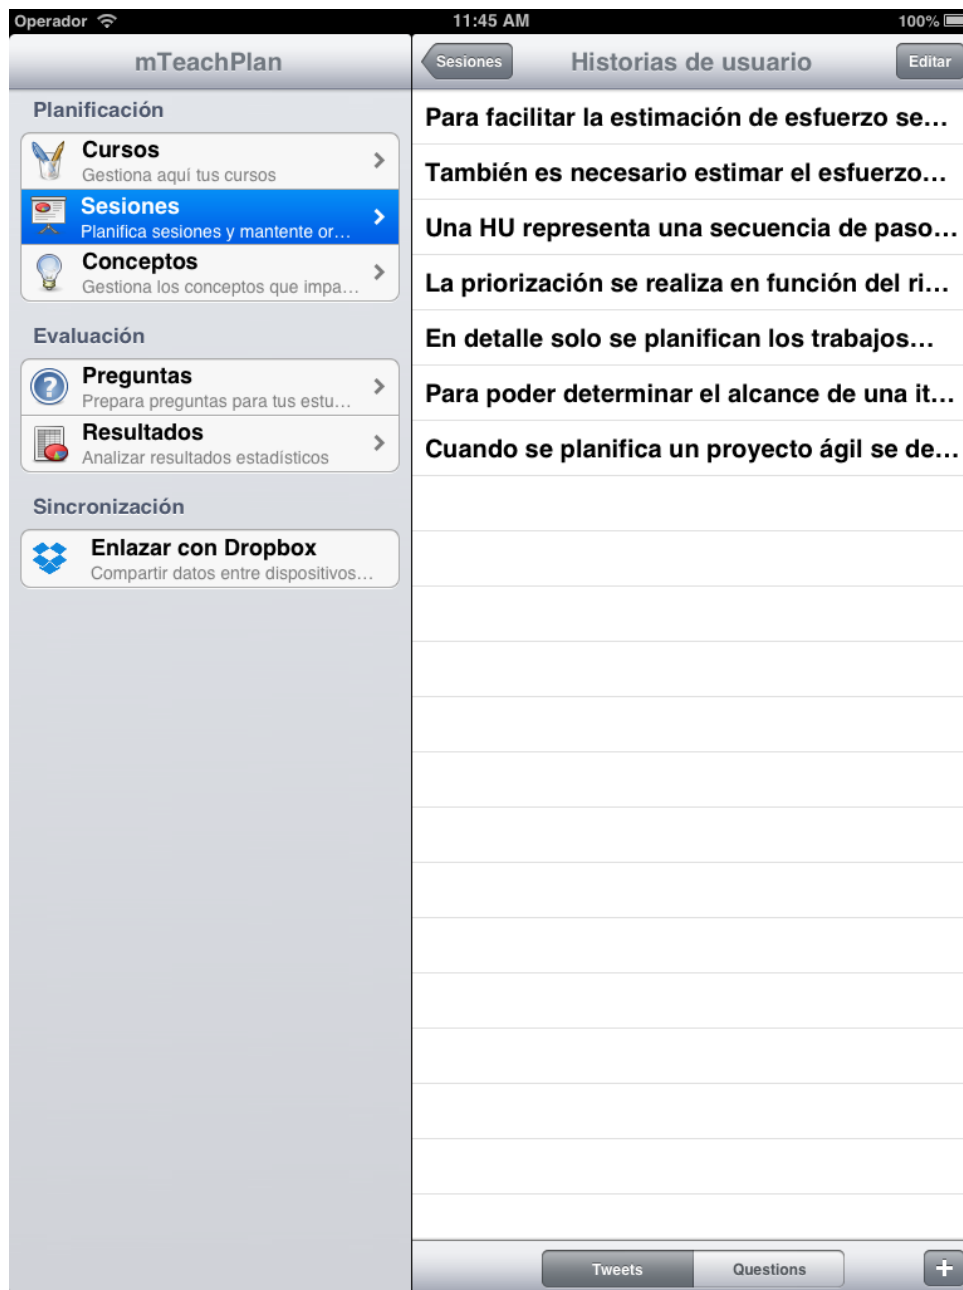 Operador 11:45 AM 100%
mTeachPlan
Planificación
Cursos
Gestiona aquí tus cursos
Sesiones
Planifica sesiones y mantente or...
Conceptos
Gestiona los conceptos que impa...
Evaluación
Preguntas
Prepara preguntas para tus estu...
Resultados
Analizar resultados estadísticos
Sincronización
Enlazar con Dropbox
Compartir datos entre dispositivos...
Sesiones Historias de usuario Editar
Para facilitar la estimación de esfuerzo se...
También es necesario estimar el esfuerzo...
Una HU representa una secuencia de paso...
La priorización se realiza en función del ri...
En detalle solo se planifican los trabajos...
Para poder determinar el alcance de una it...
Cuando se planifica un proyecto ágil se de...
Tweets Questions +